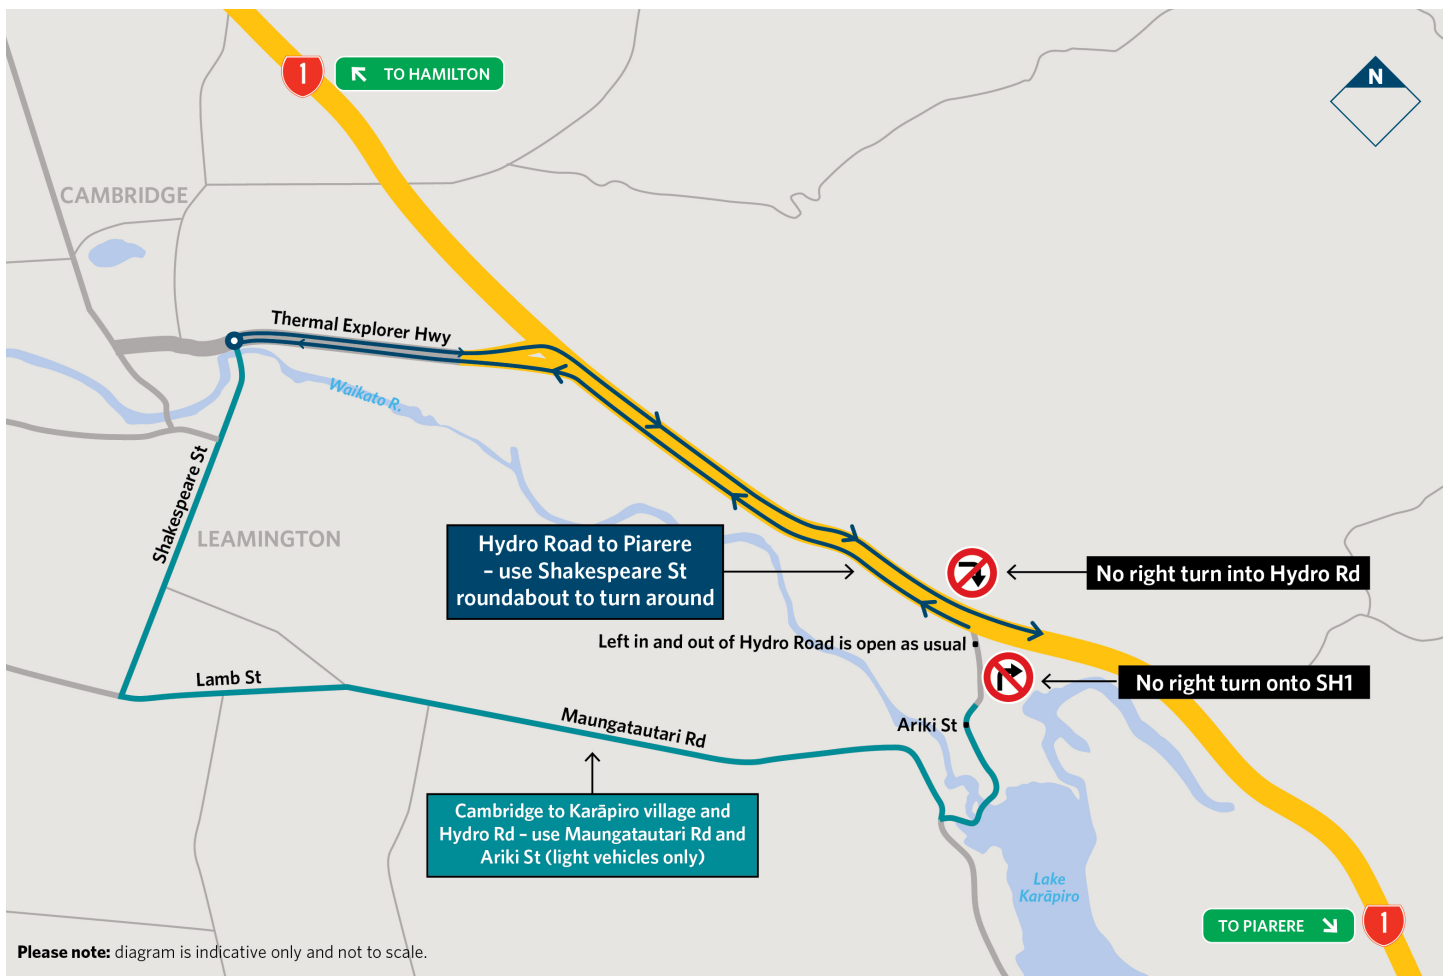 1
TO HAMILTON
N
CAMBRIDGE
Thermal Explorer Hwy
Waikato R.
Shakespeare St
LEAMINGTON
Hydro Road to Piarere
– use Shakespeare St
roundabout to turn around
No right turn into Hydro Rd
Left in and out of Hydro Road is open as usual
No right turn onto SH1
Lamb St
Maungatautari Rd
Ariki St
Cambridge to Karāpiro village and
Hydro Rd – use Maungatautari Rd and
Ariki St (light vehicles only)
Lake
Karāpiro
TO PIARERE
1
Please note: diagram is indicative only and not to scale.